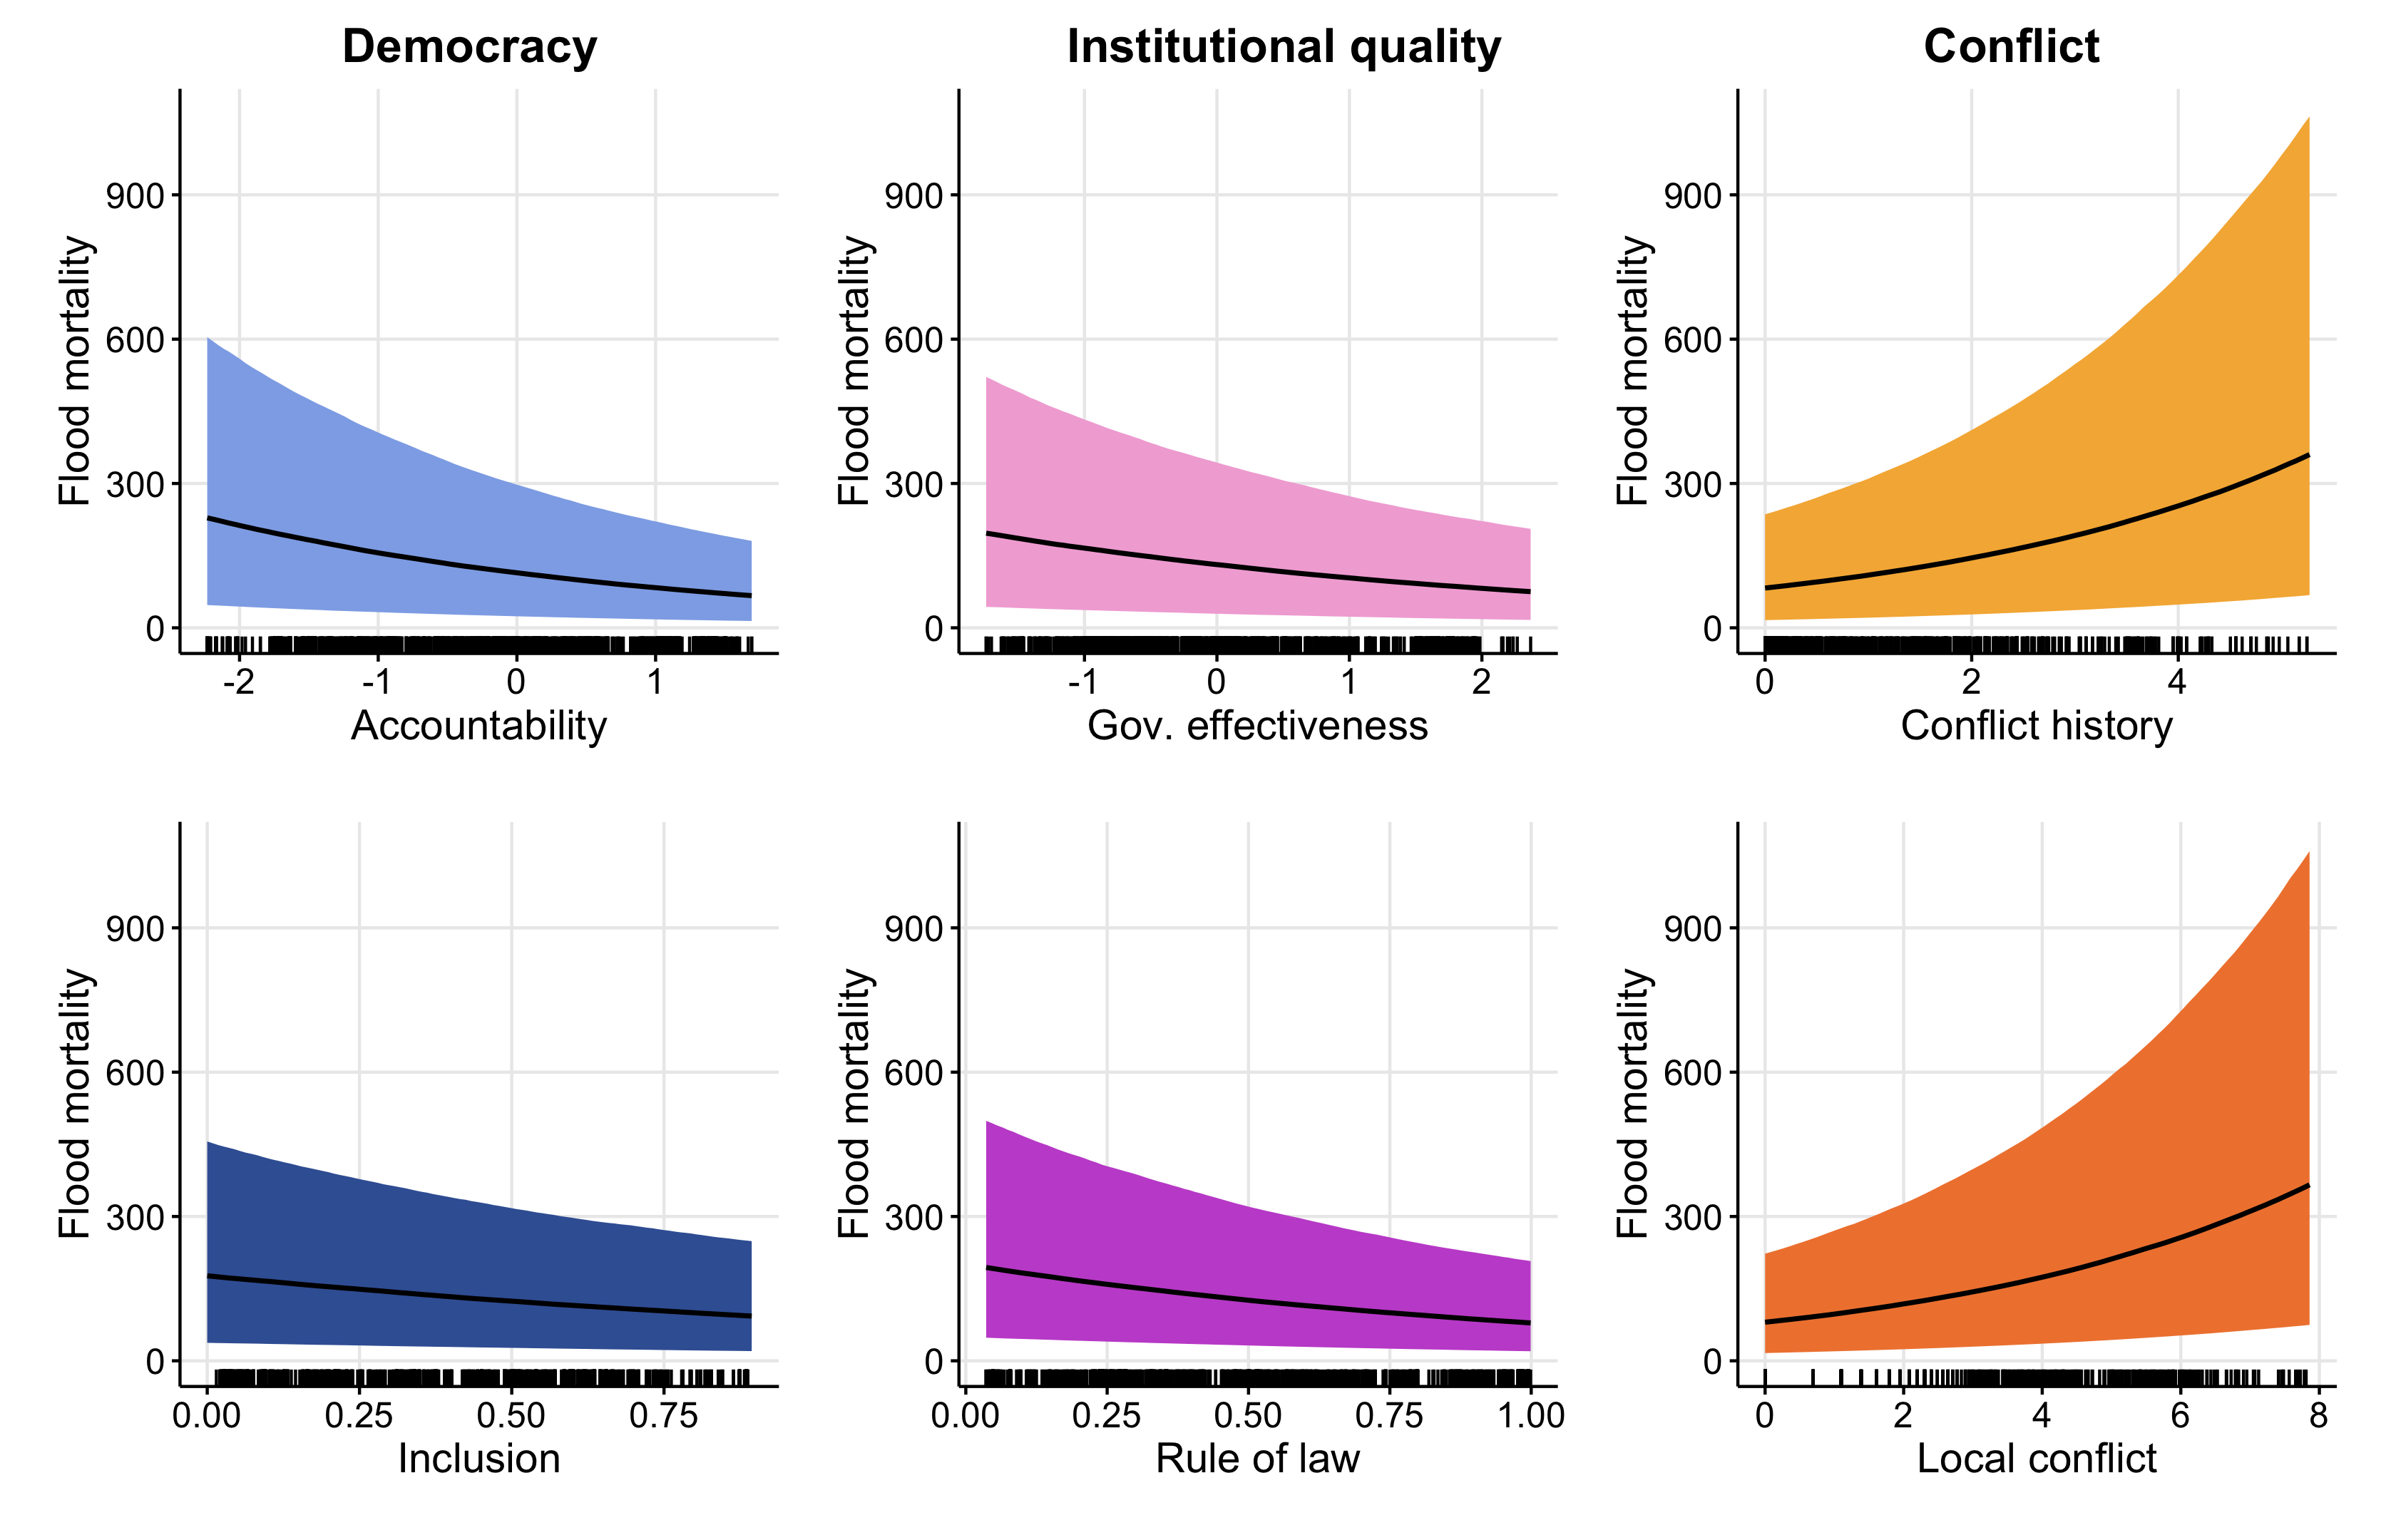 Democracy
Institutional quality
Conflict
Flood mortality
900
600
300
0
-2 -1 0 1
Accountability
Flood mortality
900
600
300
0
-1 0 1 2
Gov. effectiveness
Flood mortality
900
600
300
0
0 2 4
Conflict history
Flood mortality
900
600
300
0
0.00 0.25 0.50 0.75
Inclusion
Flood mortality
900
600
300
0
0.00 0.25 0.50 0.75 1.00
Rule of law
Flood mortality
900
600
300
0
0 2 4 6 8
Local conflict